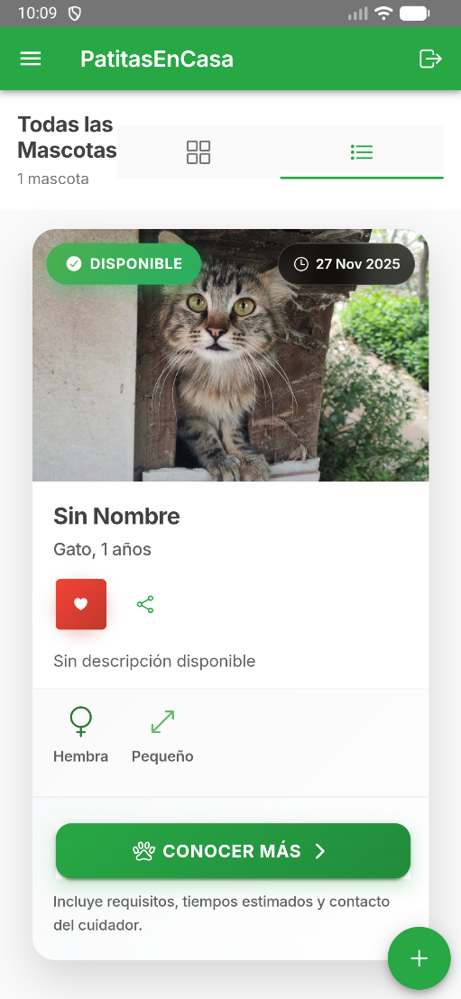 10:09
PatitasEnCasa
Todas las
Mascotas
1 mascota
DISPONIBLE
27 Nov 2025
Sin Nombre
Gato, 1 años
Sin descripción disponible
Hembra
Pequeño
CONOCER MÁS
Incluye requisitos, tiempos estimados y contacto
del cuidador.